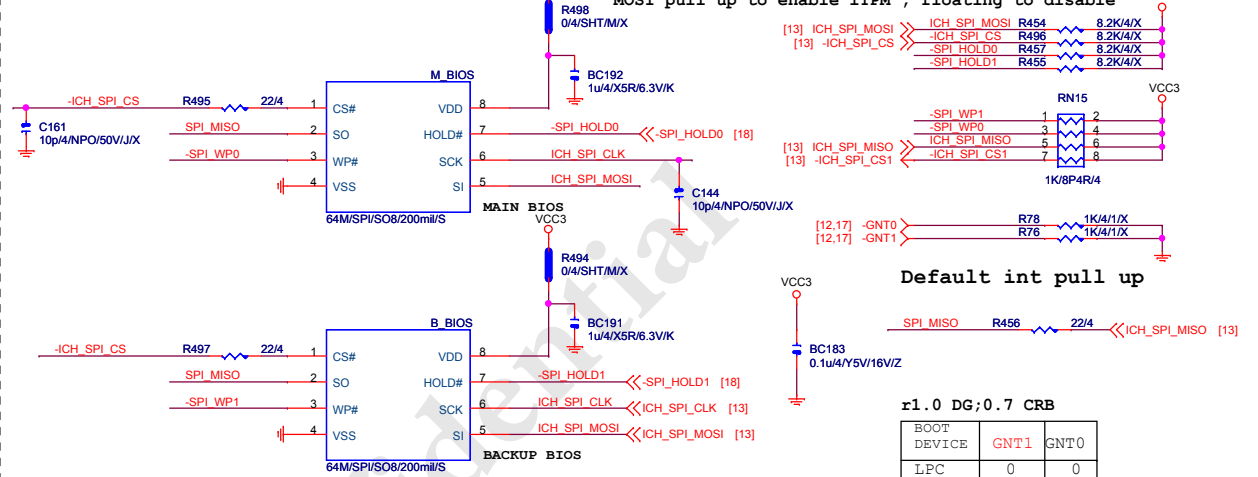 MOSI pull up to enable iTPM ; floating to disable
R498
0/4/SHT/M/X
BC192
1u/4/X5R/6.3V/K
M_BIOS
-ICH_SPI_CS R495 22/4 1 CS# VDD 8
C161
10p/4/NPO/50V/J/X
SPI_MISO 2 SO HOLD# 7 -SPI_HOLD0 -SPI_HOLD0 [18]
-SPI_WP0 3 WP# SCK 6 ICH_SPI_CLK
4 VSS SI 5 ICH_SPI_MOSI
C144
10p/4/NPO/50V/J/X
64M/SPI/SO8/200mil/S
MAIN BIOS
VCC3
R494
0/4/SHT/M/X
BC191
1u/4/X5R/6.3V/K
B_BIOS
-ICH_SPI_CS R497 22/4 1 CS# VDD 8
SPI_MISO 2 SO HOLD# 7 -SPI_HOLD1 -SPI_HOLD1 [18]
-SPI_WP1 3 WP# SCK 6 ICH_SPI_CLK ICH_SPI_CLK [13]
4 VSS SI 5 ICH_SPI_MOSI ICH_SPI_MOSI [13]
64M/SPI/SO8/200mil/S
BACKUP BIOS
[13] ICH_SPI_MOSI ICH_SPI_MOSI R454 8.2K/4/X
[13] -ICH_SPI_CS -ICH_SPI_CS R496 8.2K/4/X
-SPI_HOLD0 R457 8.2K/4/X
-SPI_HOLD1 R455 8.2K/4/X
VCC3
RN15
-SPI_WP1 1 2
-SPI_WP0 3 4
[13] ICH_SPI_MISO ICH_SPI_MISO 5 6
[13] -ICH_SPI_CS1 -ICH_SPI_CS1 7 8
1K/8P4R/4
[12,17] -GNT0 R78 1K/4/1/X
[12,17] -GNT1 R76 1K/4/1/X
Default int pull up
VCC3
BC183
0.1u/4/Y5V/16V/Z
SPI_MISO R456 22/4 ICH_SPI_MISO [13]
r1.0 DG;0.7 CRB
BOOT
DEVICE GNT1 GNT0
LPC 0 0